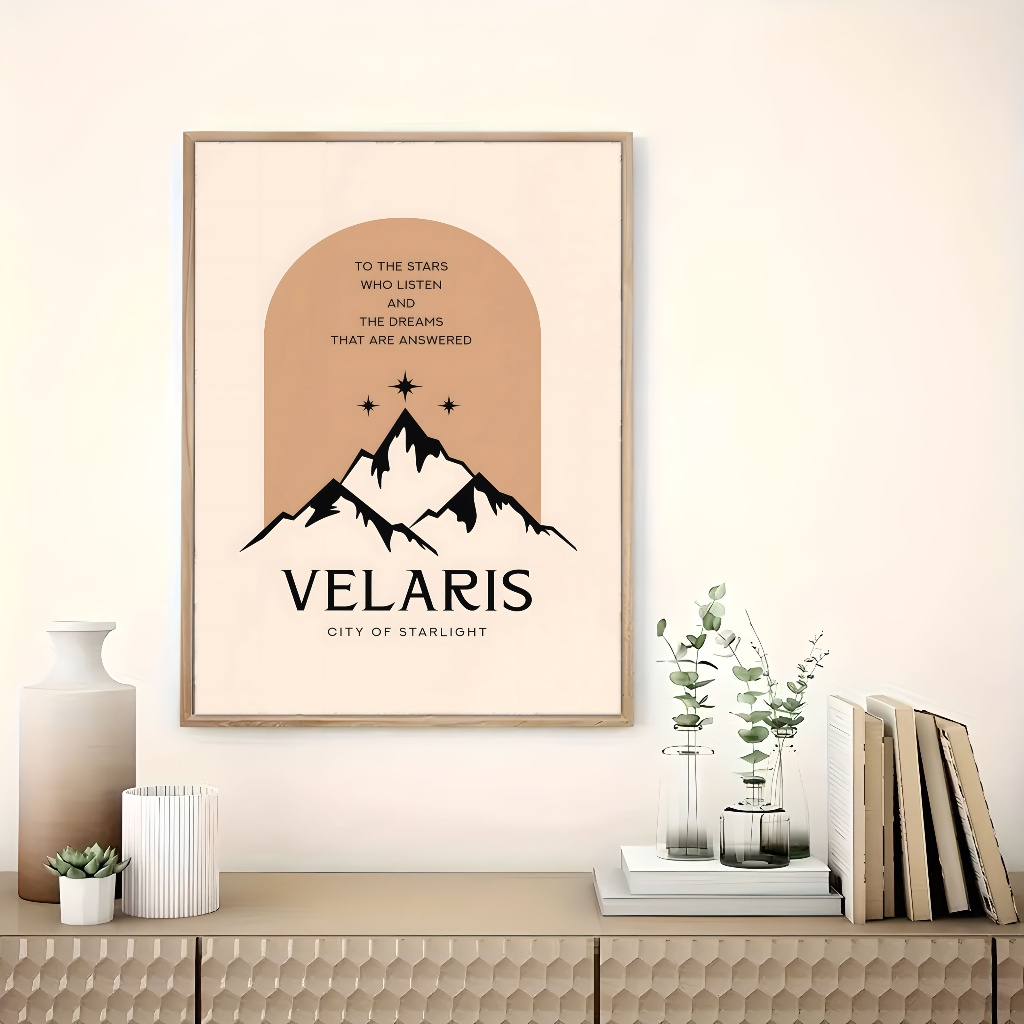 TO THE STARS
WHO LISTEN
AND
THE DREAMS
THAT ARE ANSWERED
VELARIS
CITY OF STARLIGHT